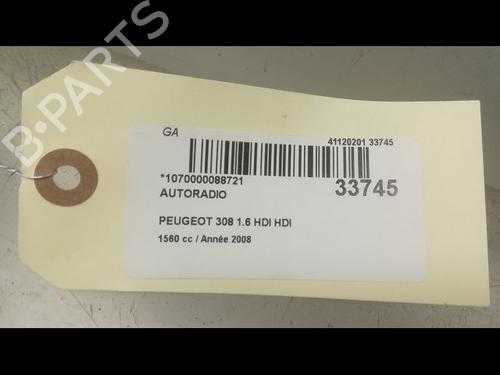 GA
41120201 33745
*1070000088721
33745
AUTORADIO
PEUGEOT 308 1.6 HDI HDI
1560 cc / Année 2008
B-PARTS